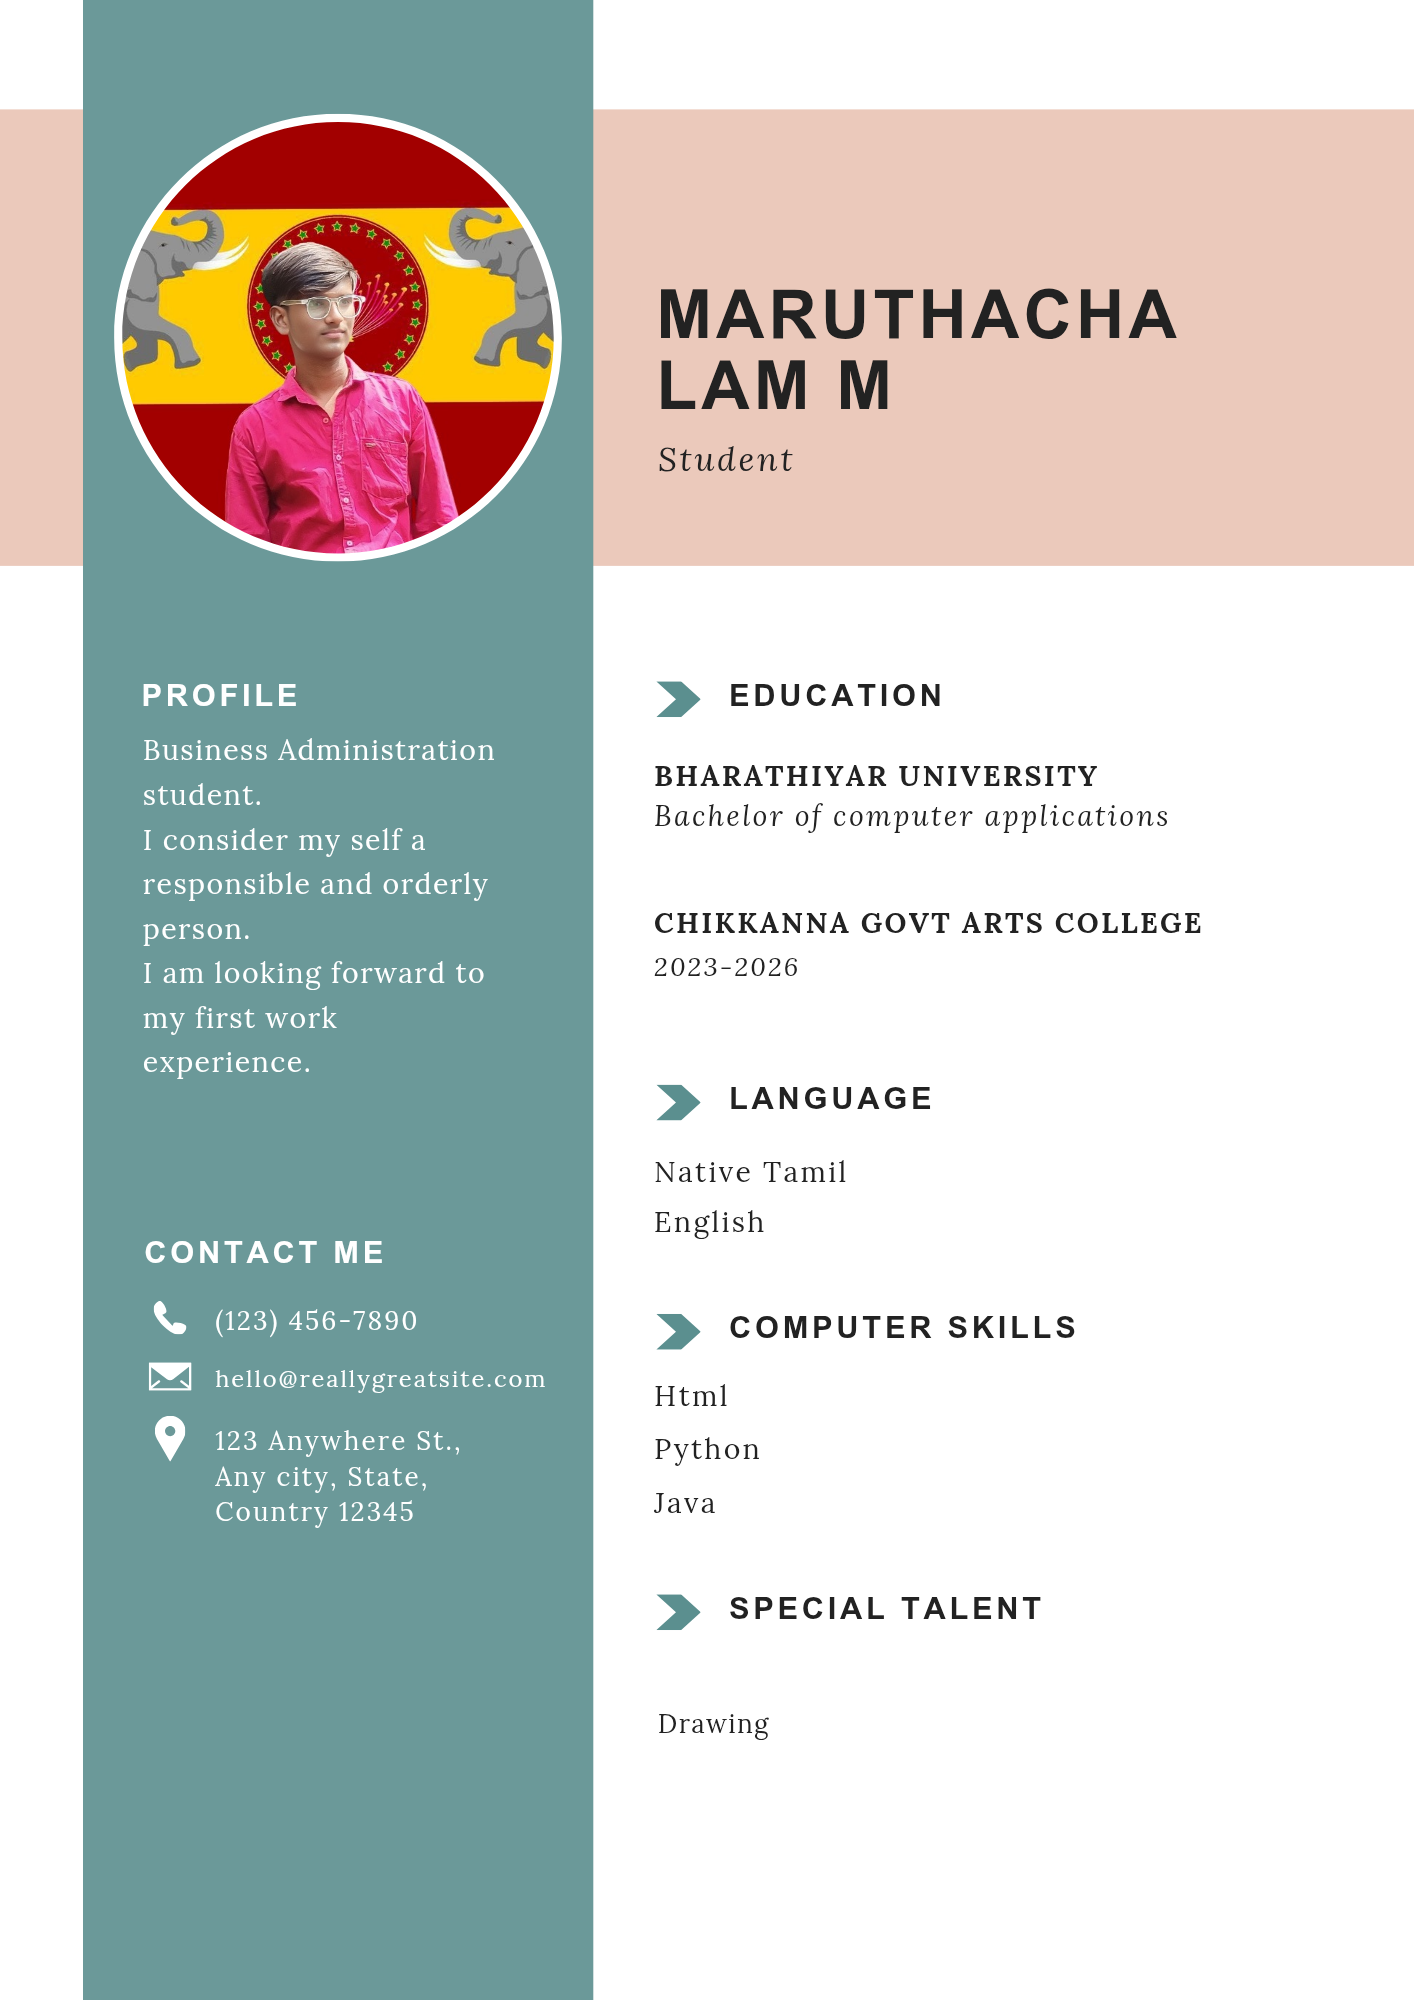 MARUTHACHA
LAM M
Student
PROFILE
Business Administration
student.
I consider my self a
responsible and orderly
person.
I am looking forward to
my first work
experience.
CONTACT ME
(123) 456-7890
hello@reallygreatsite.com
123 Anywhere St.,
Any city, State,
Country 12345
EDUCATION
BHARATHIYAR UNIVERSITY
Bachelor of computer applications
CHIKKANNA GOVT ARTS COLLEGE
2023-2026
LANGUAGE
Native Tamil
English
COMPUTER SKILLS
Html
Python
Java
SPECIAL TALENT
Drawing